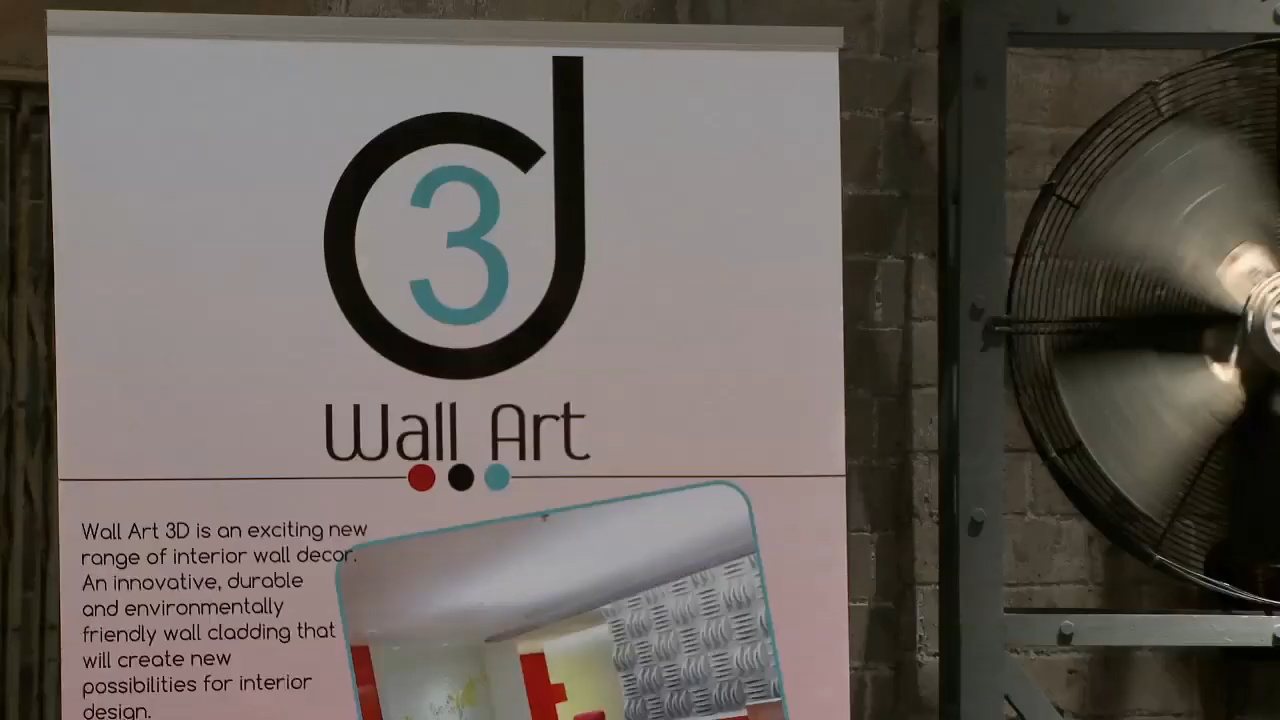 d
3
Wall Art
Wall Art 3D is an exciting new
range of interior wall decor.
An innovative, durable
and environmentally
friendly wall cladding that
will create new
possibilities for interior
design.